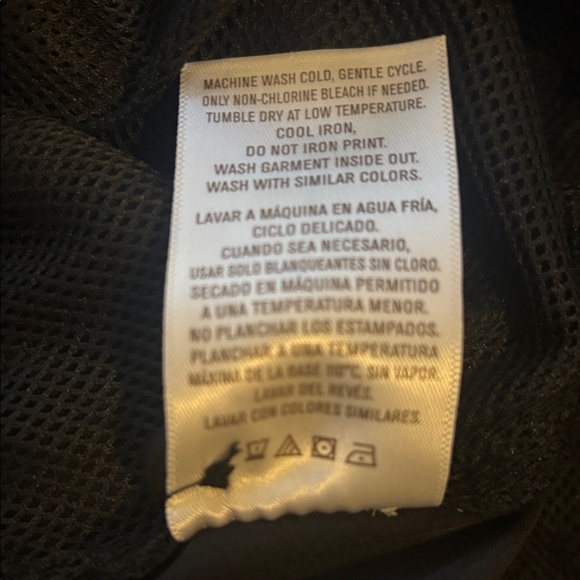 MACHINE WASH COLD, GENTLE CYCLE.
ONLY NON-CHLORINE BLEACH IF NEEDED.
TUMBLE DRY AT LOW TEMPERATURE.
COOL IRON,
DO NOT IRON PRINT.
WASH GARMENT INSIDE OUT.
WASH WITH SIMILAR COLORS.
LAVAR A MÁQUINA EN AGUA FRÍA,
CICLO DELICADO.
CUANDO SEA NECESARIO,
USAR SOLO BLANQUEANTES SIN CLORO.
SECADO EN MÁQUINA PERMITIDO
A UNA TEMPERATURA MENOR.
NO PLANCHAR LOS ESTAMPADOS.
PLANCHAR A UNA TEMPERATURA
MÁXIMA DE LA BASE 110°C, SIN VAPOR.
LAVAR DEL REVÉS.
LAVAR CON COLORES SIMILARES.